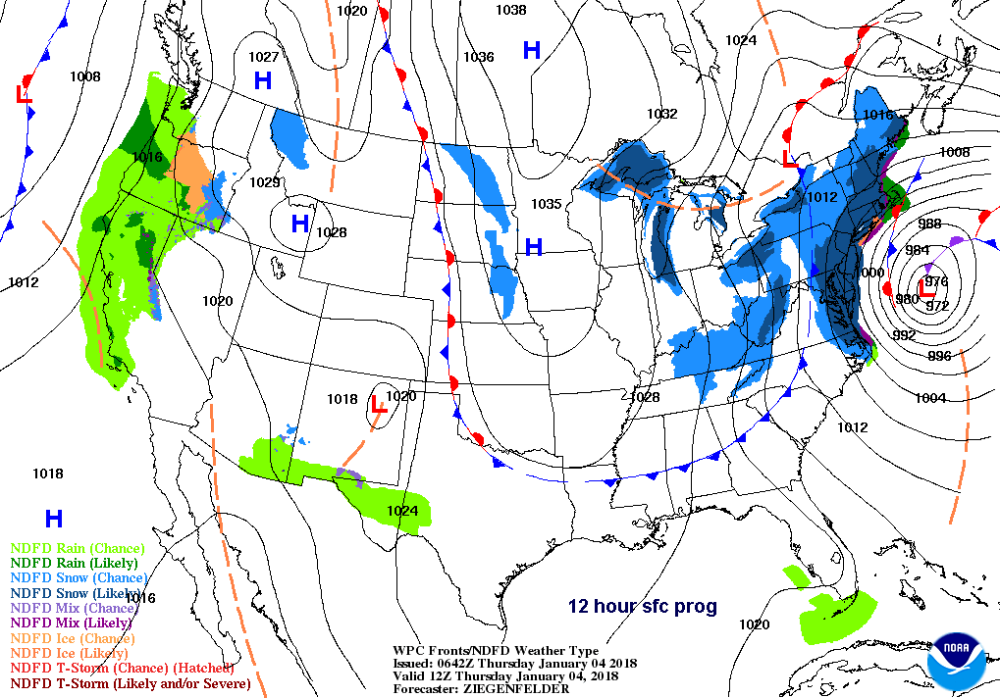 1020
1038
1024
1027
H
H
1036
1008
L
1032
1016
1016
1008
L
1029
1035
1012
H
1028
988
H
984
1012
1000
976
L
1020
980
972
992
996
1018
L
1020
1028
1004
1012
1018
1024
H
NDFD Rain (Chance)
NDFD Rain (Likely)
NDFD Snow (Chance)
NDFD Snow (Likely)
1016
NDFD Mix (Chance)
NDFD Mix (Likely)
NDFD Ice (Chance)
NDFD Ice (Likely)
NDFD T-Storm (Chance) (Hatched)
NDFD T-Storm (Likely and/or Severe)
12 hour sfc prog
1020
WPC Fronts/NDFD Weather Type
Issued: 0642Z Thursday January 04 2018
Valid 12Z Thursday January 04, 2018
Forecaster: ZIEGENFELDER
NOAA